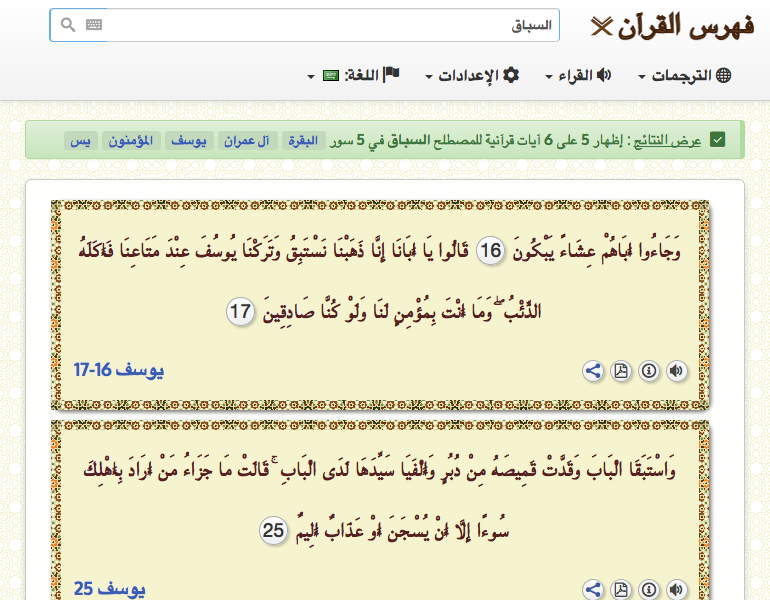 فهرس القرآن
السباق
الترجمات
القراء
الإعدادات
اللغة:
عرض النتائج : إظهار 5 على 6 آيات قرآنية للمصطلح السباق في 5 سور البقرة آل عمران يوسف المؤمنون يس
وَجَاءُوا أَبَاهُمْ عِشَاءً يَبْكُونَ 16 قَالُوا يَا أَبَانَا إِنَّا ذَهَبْنَا نَسْتَبِقُ وَتَرَكْنَا يُوسُفَ عِنْدَ مَتَاعِنَا فَأَكَلَهُ
الذِّئْبُ ۖ وَمَا أَنْتَ بِمُؤْمِنٍ لَنَا وَلَوْ كُنَّا صَادِقِينَ 17
يوسف 16-17
وَاسْتَبَقَا الْبَابَ وَقَدَّتْ قَمِيصَهُ مِنْ دُبُرٍ وَأَلْفَيَا سَيِّدَهَا لَدَى الْبَابِ ۚ قَالَتْ مَا جَزَاءُ مَنْ أَرَادَ بِأَهْلِكَ
سُوءًا إِلَّا أَنْ يُسْجَنَ أَوْ عَذَابٌ أَلِيمٌ 25
يوسف 25